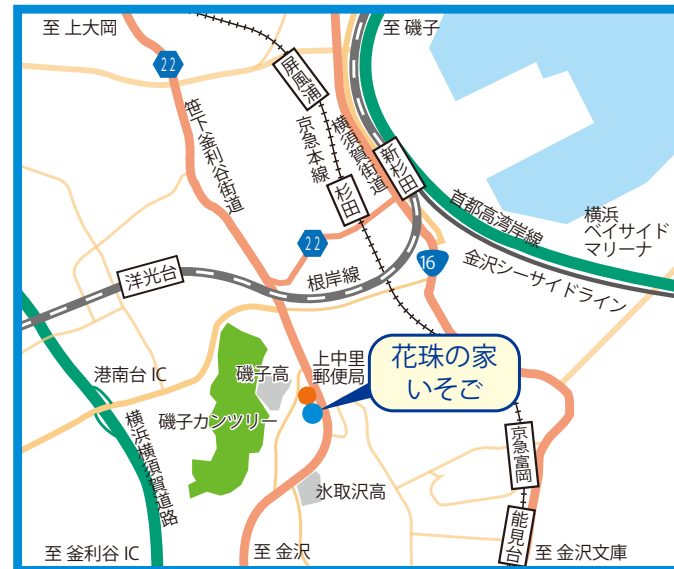 至 上大岡
至 磯子
22
屏風浦
笹下釜利谷街道
京急本線
横須賀街道
新杉田
杉田
首都高湾岸線
横浜
ベイサイド
マリーナ
22
16
金沢シーサイドライン
洋光台
根岸線
港南台 IC
磯子高
上中里
郵便局
花珠の家
いそご
磯子カンツリー
横浜横須賀道路
京急富岡
氷取沢高
能見台
至 釜利谷 IC
至 金沢
至 金沢文庫